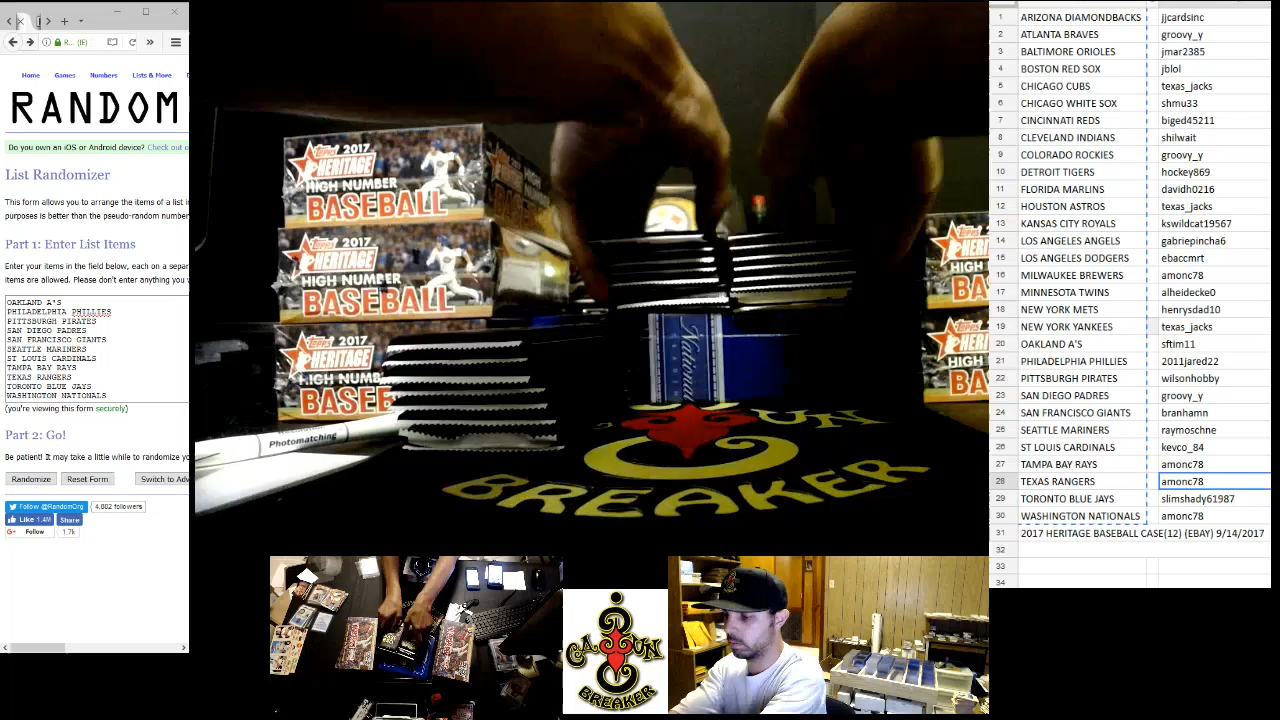 R... (IE)
Home Games Numbers Lists & More
RANDOM
Do you own an iOS or Android device? Check out
List Randomizer
This form allows you to arrange the items of a list i
purposes is better than the pseudo-random number
Part 1: Enter List Items
Enter your items in the field below, each on a separ
items are allowed. Please don't enter anything you
OAKLAND A'S
PHILADELPHIA PHILLIES
PITTSBURGH PIRATES
SAN DIEGO PADRES
SAN FRANCISCO GIANTS
SEATTLE MARINERS
ST LOUIS CARDINALS
TAMPA BAY RAYS
TEXAS RANGERS
TORONTO BLUE JAYS
WASHINGTON NATIONALS
(you're viewing this form securely)
Part 2: Go!
Be patient! It may take a little while to randomize yo
Randomize Reset Form Switch to Adv
Follow @RandomOrg 4,882 followers
Like 1.4M Share
Follow 1.7k
Topps 2017
HERITAGE
HIGH NUMBER
BASEBALL
Topps 2017
HERITAGE
HIGH NUMBER
BASEBALL
Topps 2017
HERITAGE
HIGH NUMBER
BASEB
National
Photomatching
BREAKER
CAJUN
BREAKER
1 ARIZONA DIAMONDBACKS jjcardsinc
2 ATLANTA BRAVES groovy_y
3 BALTIMORE ORIOLES jmar2385
4 BOSTON RED SOX jblol
5 CHICAGO CUBS texas_jacks
6 CHICAGO WHITE SOX shmu33
7 CINCINNATI REDS biged45211
8 CLEVELAND INDIANS shilwait
9 COLORADO ROCKIES groovy_y
10 DETROIT TIGERS hockey869
11 FLORIDA MARLINS davidh0216
12 HOUSTON ASTROS texas_jacks
13 KANSAS CITY ROYALS kswildcat19567
14 LOS ANGELES ANGELS gabriepincha6
15 LOS ANGELES DODGERS ebaccmrt
16 MILWAUKEE BREWERS amonc78
17 MINNESOTA TWINS alheidecke0
18 NEW YORK METS henrysdad10
19 NEW YORK YANKEES texas_jacks
20 OAKLAND A'S sftim11
21 PHILADELPHIA PHILLIES 2011jared22
22 PITTSBURGH PIRATES wilsonhobby
23 SAN DIEGO PADRES groovy_y
24 SAN FRANCISCO GIANTS branhamn
25 SEATTLE MARINERS raymoschne
26 ST LOUIS CARDINALS kevco_84
27 TAMPA BAY RAYS amonc78
28 TEXAS RANGERS amonc78
29 TORONTO BLUE JAYS slimshady61987
30 WASHINGTON NATIONALS amonc78
31 2017 HERITAGE BASEBALL CASE(12) (EBAY) 9/14/2017
32
33
34